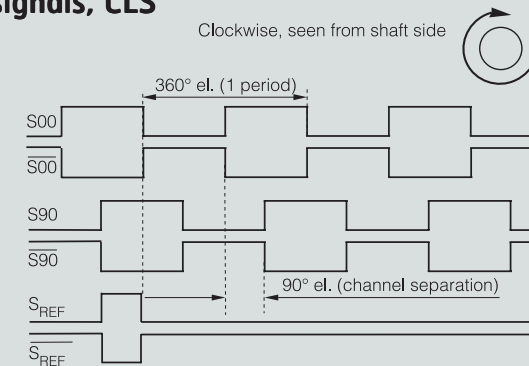 signals, CLS
Clockwise, seen from shaft side
360° el. (1 period)
S00
S00
S90
S90
90° el. (channel separation)
SREF
SREF